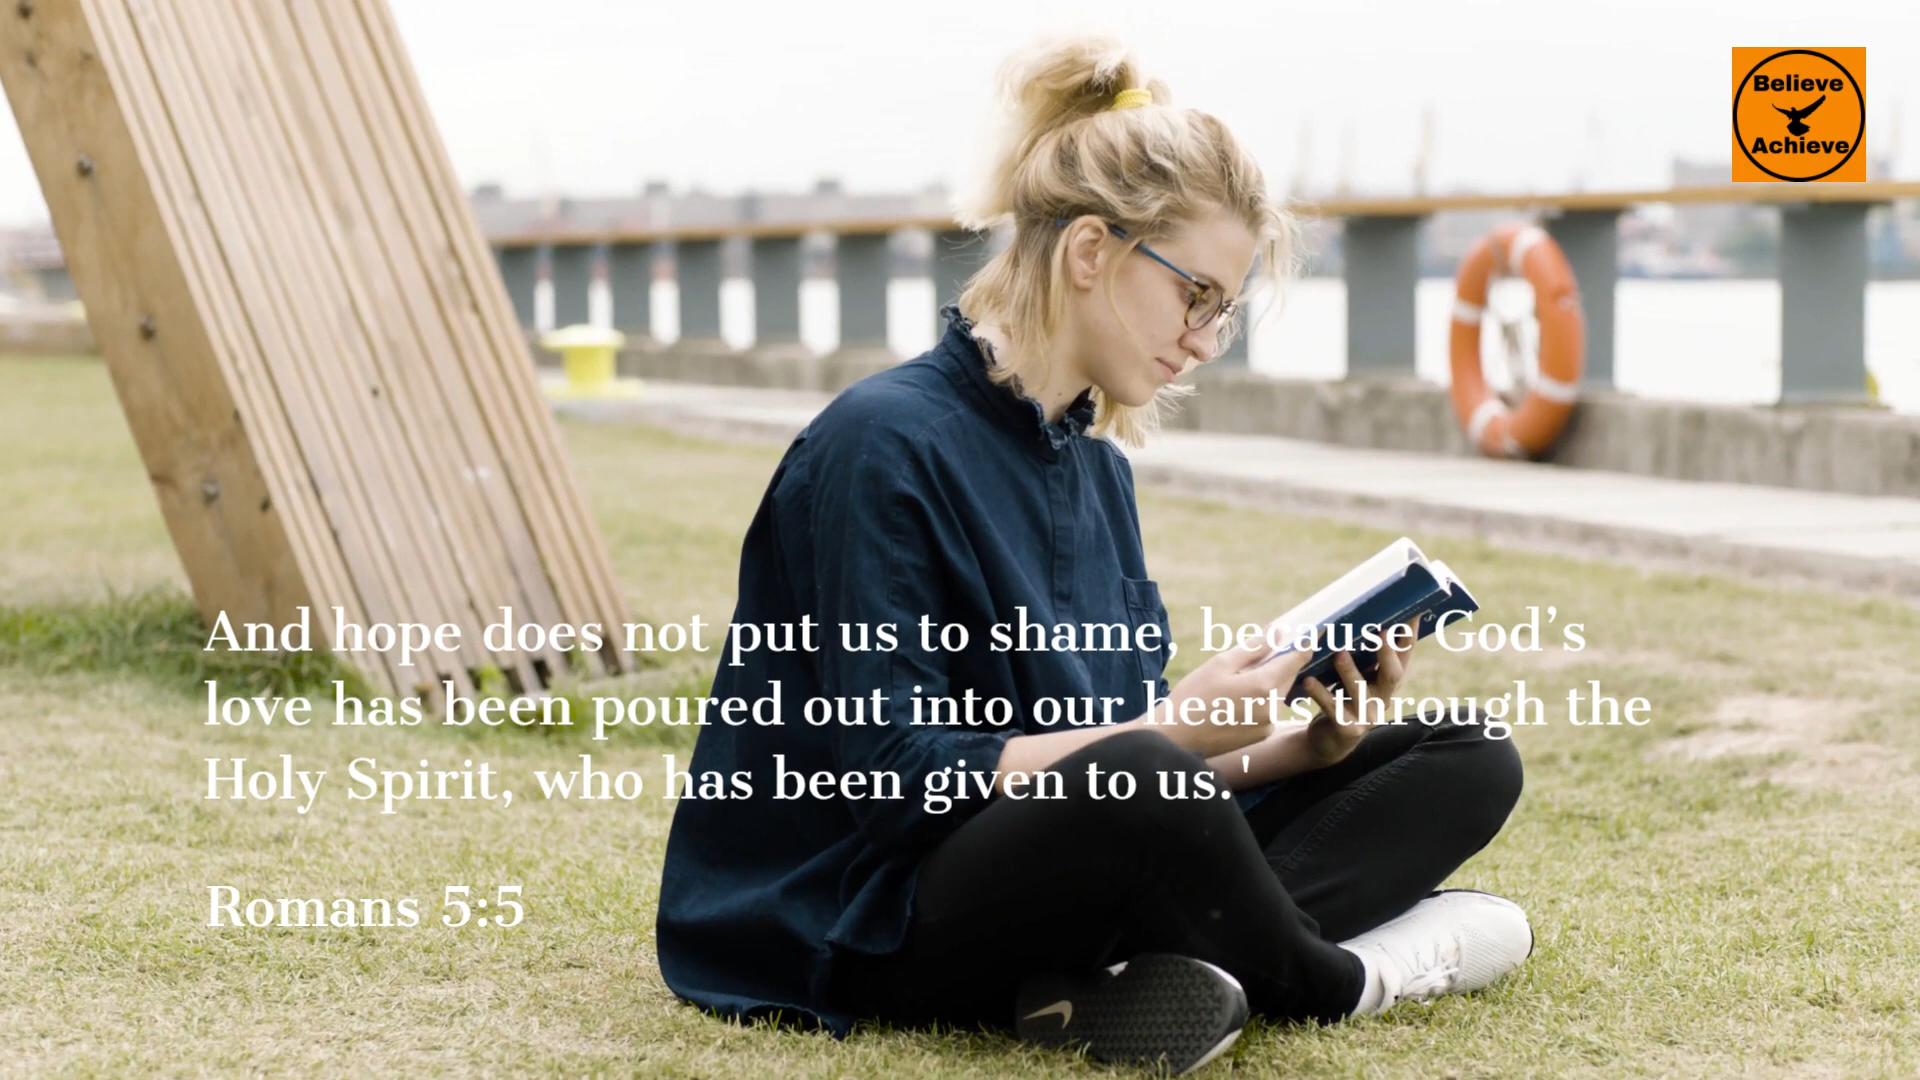 Believe
Achieve
And hope does not put us to shame, because God’s
love has been poured out into our hearts through the
Holy Spirit, who has been given to us.'
Romans 5:5